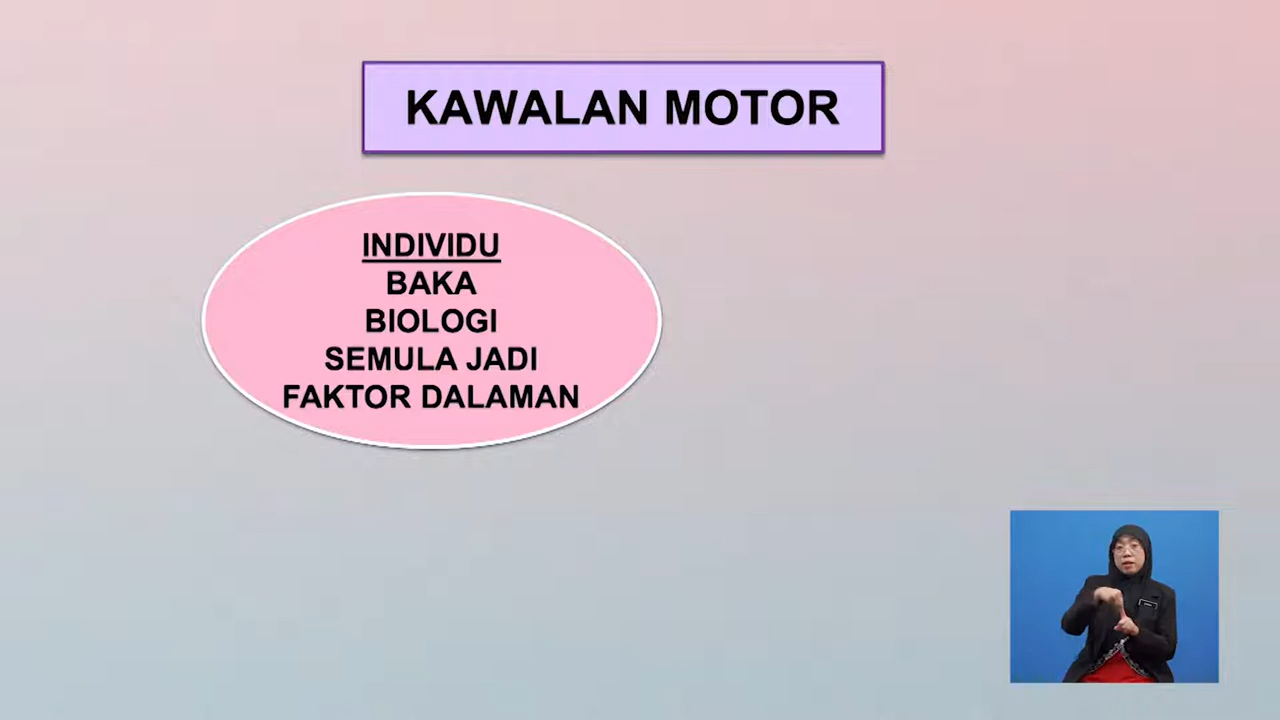 KAWALAN MOTOR
INDIVIDU
BAKA
BIOLOGI
SEMULA JADI
FAKTOR DALAMAN